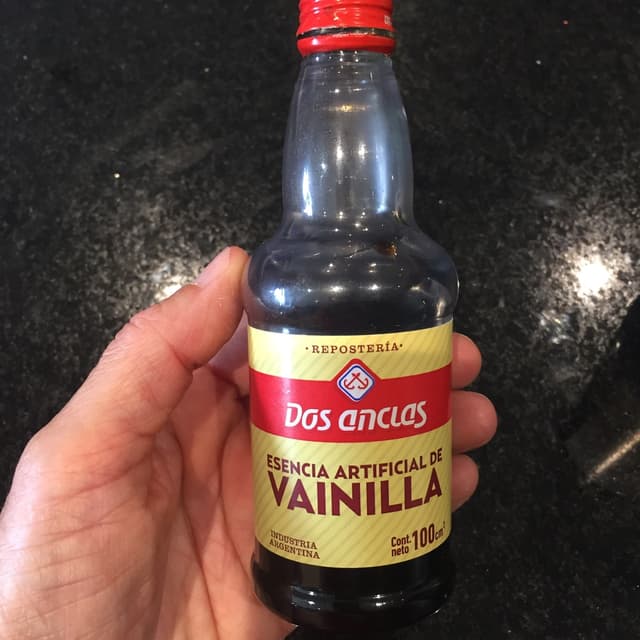 ·REPOSTERÍA·
Dos anclas
ESENCIA ARTIFICIAL DE
VAINILLA
INDUSTRIA
ARGENTINA
Cont.
neto 100cm³